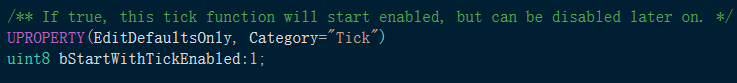 /** If true, this tick function will start enabled, but can be disabled later on. */
UPROPERTY(EditDefaultsOnly, Category="Tick")
uint8 bStartWithTickEnabled:1;